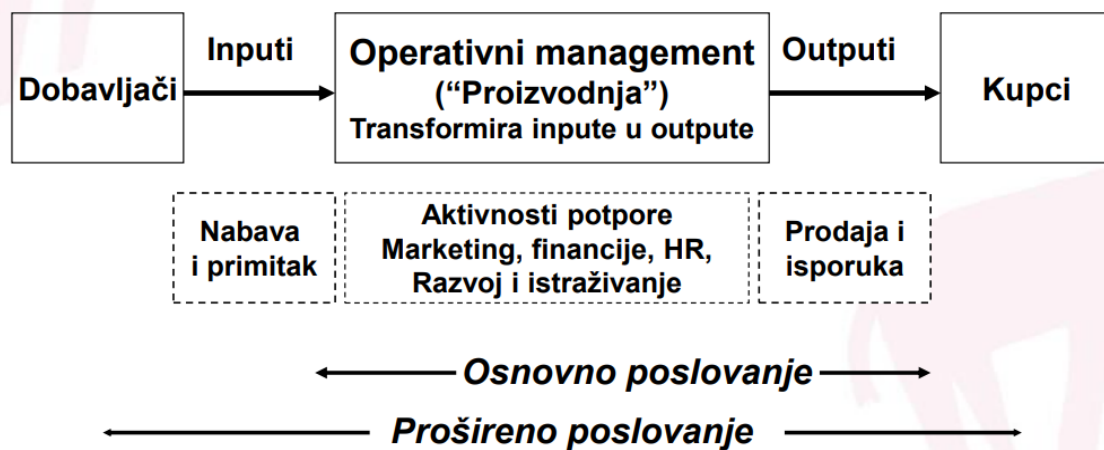 Dobavljači
Inputi
Operativni management
(“Proizvodnja”)
Transformira inpute u outpute
Outputi
Kupci
Nabava
i primitak
Aktivnosti potpore
Marketing, financije, HR,
Razvoj i istraživanje
Prodaja i
isporuka
Osnovno poslovanje
Prošireno poslovanje